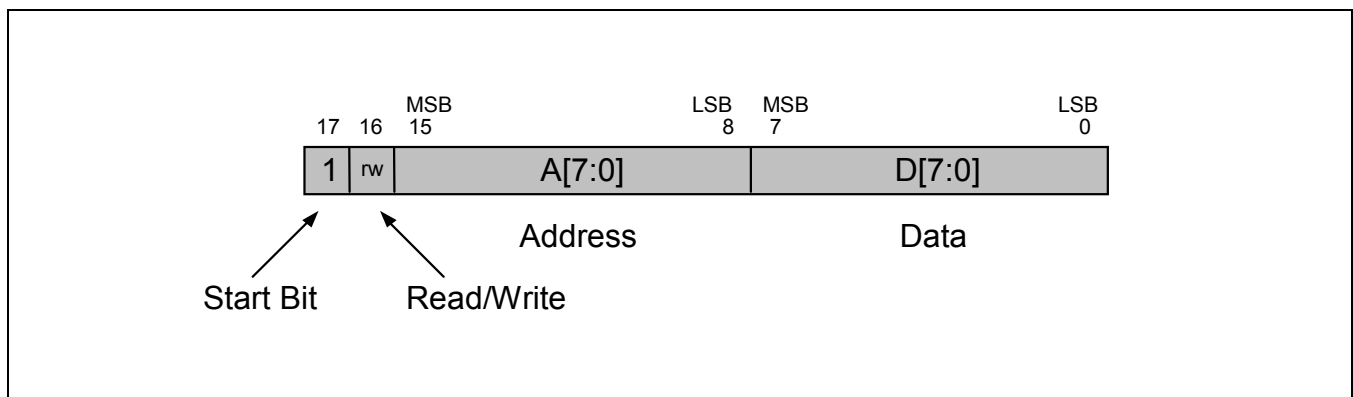 MSB LSB MSB LSB
17 16 15 8 7 0
1 rw A[7:0] D[7:0]
Address Data
Start Bit Read/Write